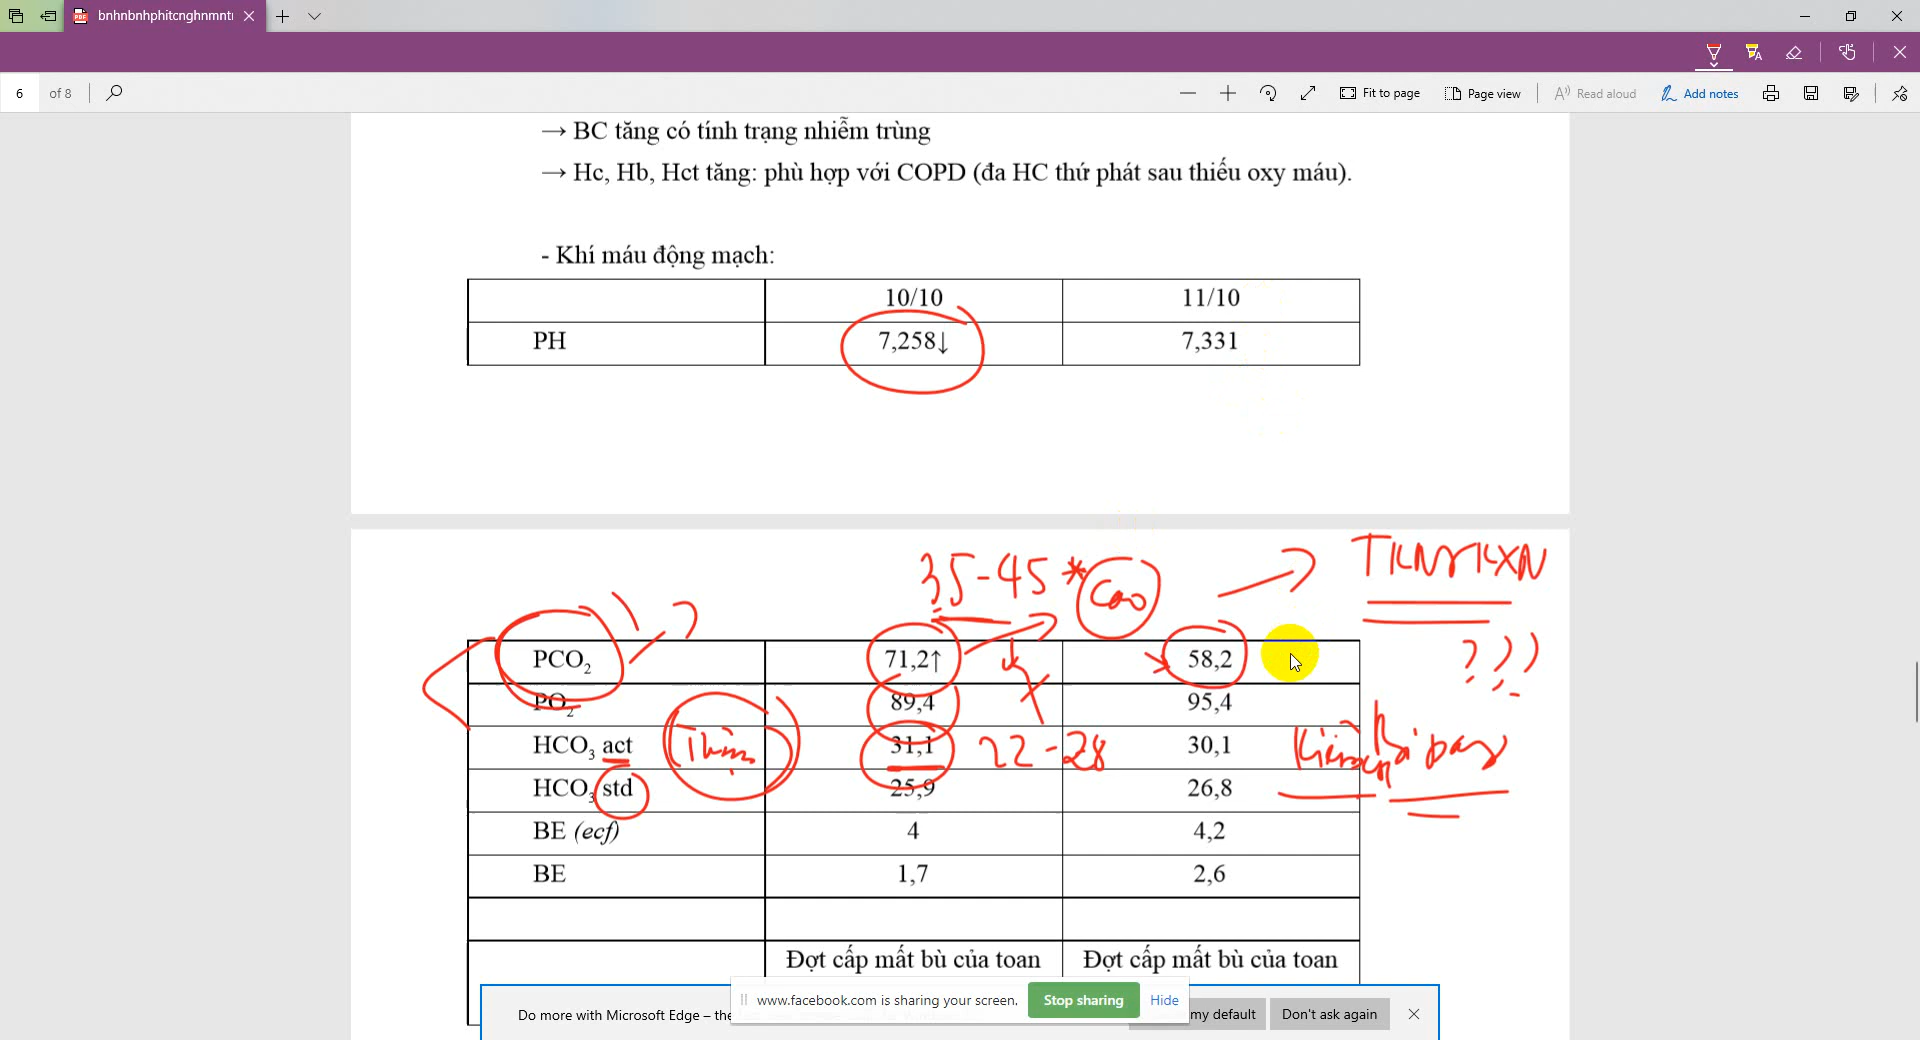 bnhnbnhphitcnghnmnti
6 of 8
Fit to page
Page view
Read aloud
Add notes
→ BC tăng có tính trạng nhiễm trùng
→ Hc, Hb, Hct tăng: phù hợp với COPD (đa HC thứ phát sau thiếu oxy máu).
- Khí máu động mạch:
10/10 11/10
PH 7,258↓ 7,331
35-45 * Cao
PCO₂ 71,2↑ 58,2
???
PO₂ 89,4 95,4
HCO₃ act Thận 31,1 22-28 30,1
HCO₃ std 25,9 26,8
BE (ecf) 4 4,2
BE 1,7 2,6
Đợt cấp mất bù của toan Đợt cấp mất bù của toan
www.facebook.com is sharing your screen. Stop sharing Hide
Do more with Microsoft Edge – the my default Don't ask again